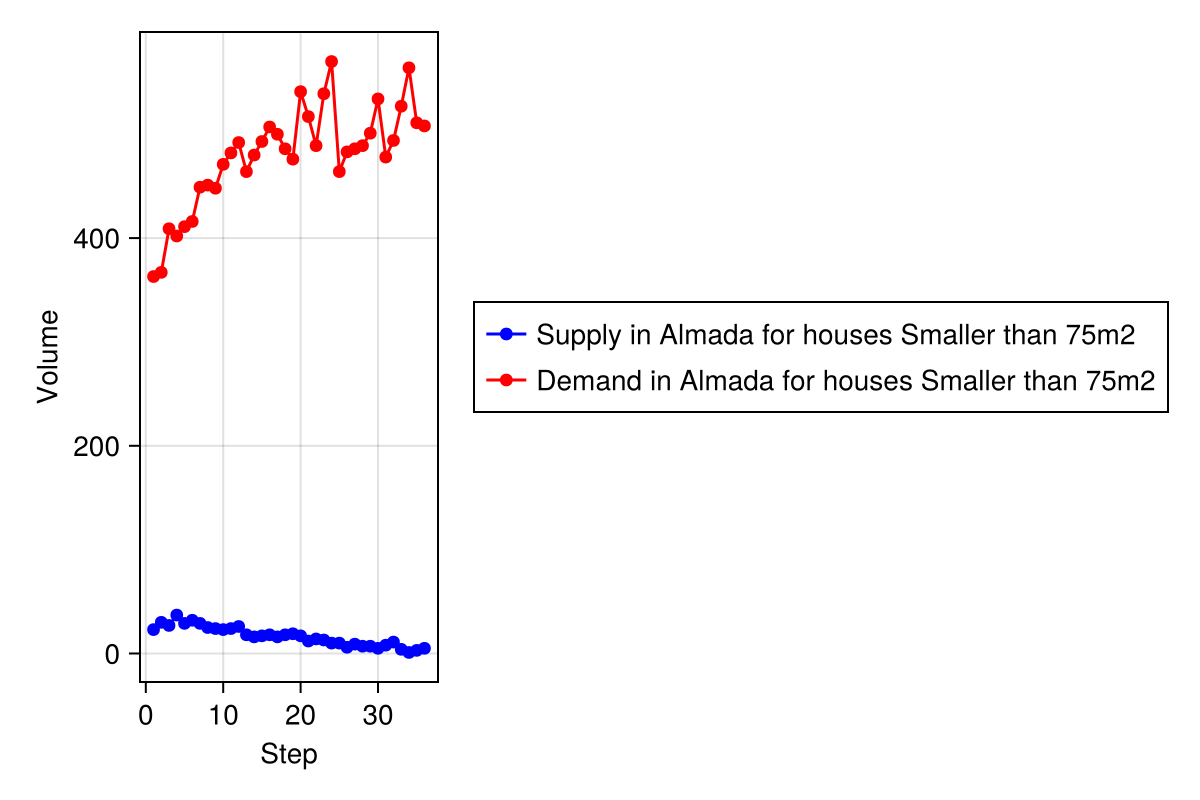 Volume
400
200
0
0 10 20 30
Step
Supply in Almada for houses Smaller than 75m2
Demand in Almada for houses Smaller than 75m2